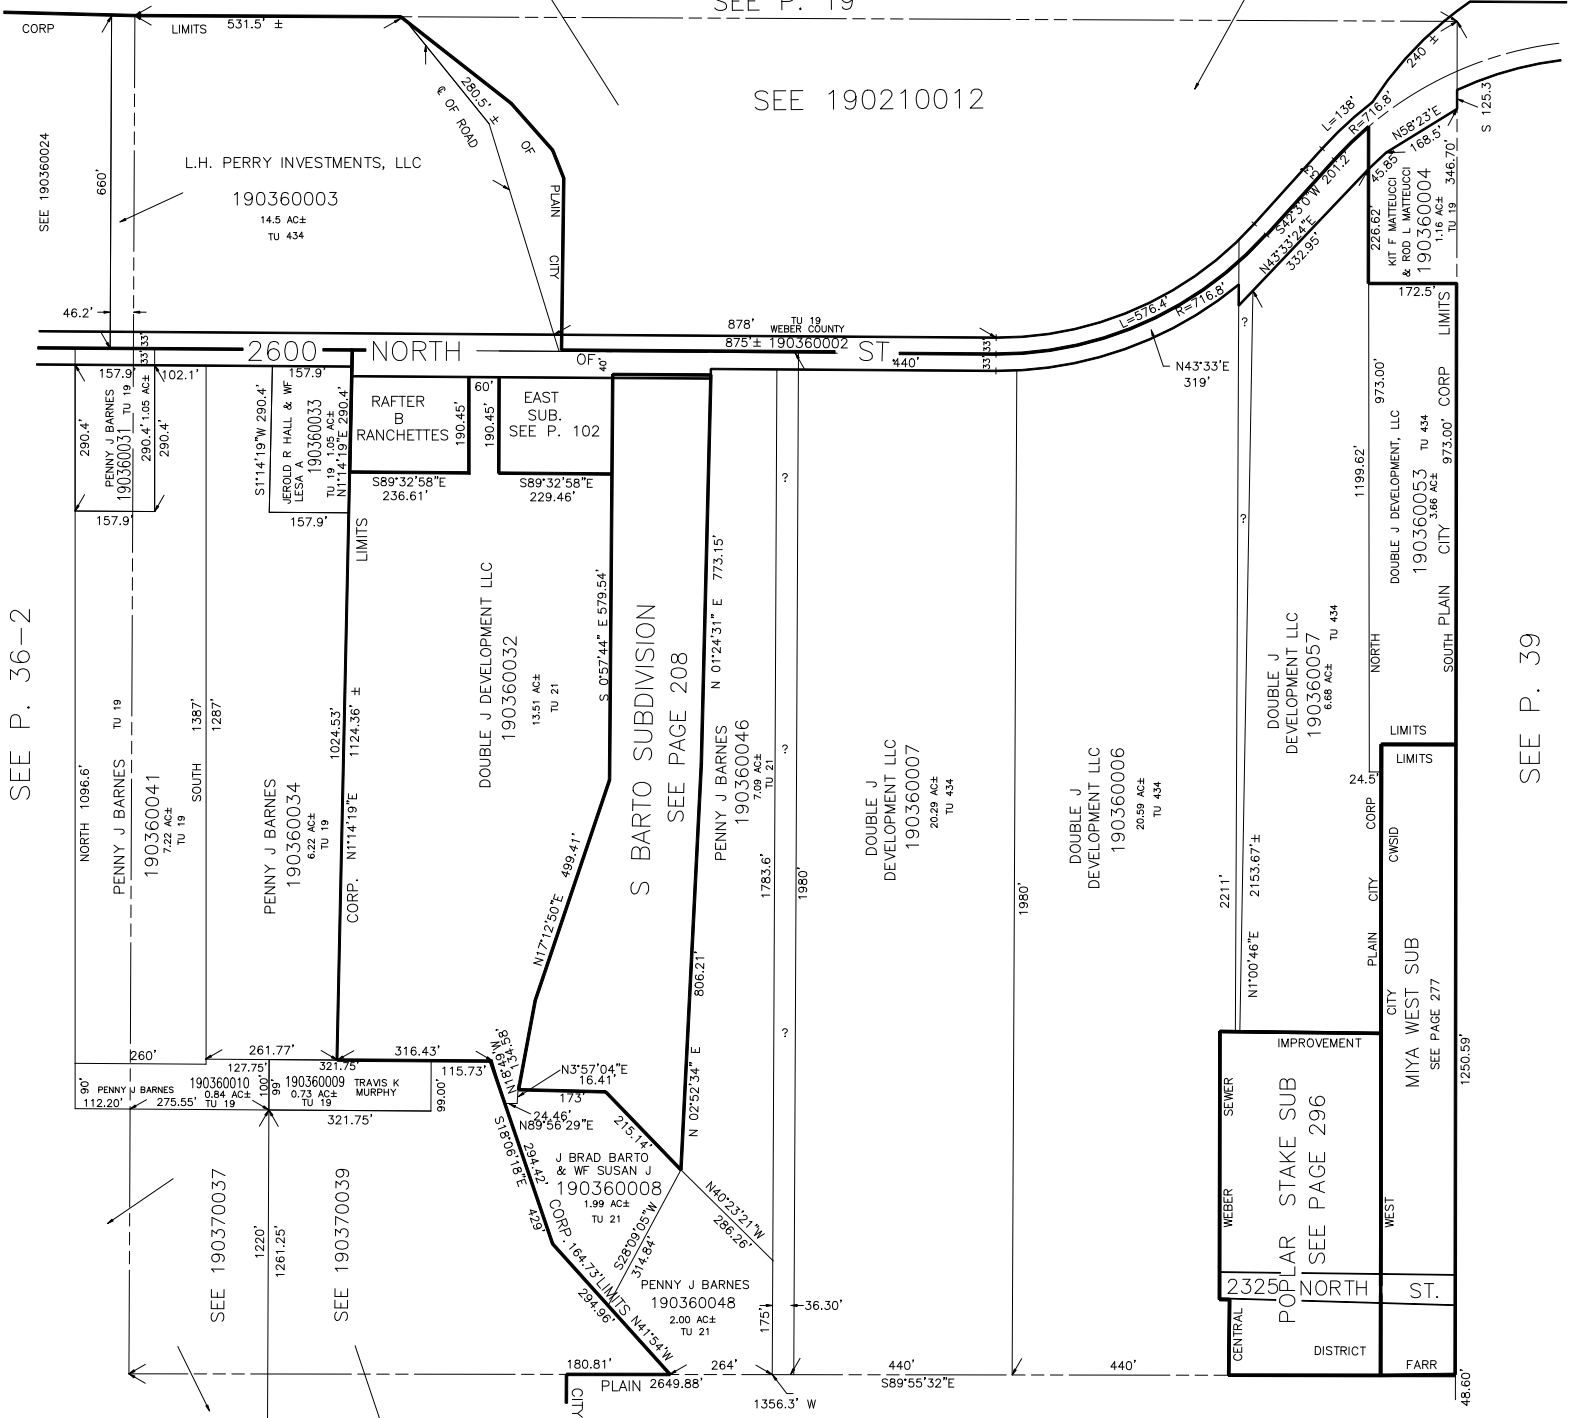 SEE P. 19
CORP
LIMITS
531.5' ±
SEE 190360024
660'
280.5' ±
℄ OF ROAD
OF
PLAIN
CITY
L.H. PERRY INVESTMENTS, LLC
190360003
14.5 AC±
TU 434
SEE 190210012
240 ±
S 125.3
L=138'
R=716.8'
N58°23'E
168.5'
45.85'
346.70'
33
201.2'
S42°3'0"W
N43°33'24"E
332.95'
226.62'
KIT F MATTEUCCI
& ROD L MATTEUCCI
190360004
1.16 AC±
TU 19
172.5'
46.2'
33'
33'
2600 NORTH ST.
OF
40'
878'
TU 19
WEBER COUNTY
875'± 190360002
440'
33'
33'
L=576.4'
R=716.8'
N43°33'E
319'
157.9'
102.1'
157.9'
290.4'
PENNY J BARNES
190360031
TU 19
1.05 AC±
290.4'
290.4'
157.9'
S1°14'19"W 290.4'
JEROLD R HALL & WF
LESA A
190360033
TU 19 1.05 AC±
N1°14'19"E 290.4'
157.9'
RAFTER
B
RANCHETTES
190.45'
60'
190.45'
EAST
SUB.
SEE P. 102
S89°32'58"E
236.61'
S89°32'58"E
229.46'
LIMITS
SEE P. 36-2
NORTH 1096.6'
PENNY J BARNES
TU 19
190360041
7.22 AC±
TU 19
SOUTH
1387'
1287'
PENNY J BARNES
190360034
6.22 AC±
TU 19
1024.53'
1124.36' ±
N1°14'19"E
CORP.
DOUBLE J DEVELOPMENT LLC
190360032
13.51 AC±
TU 21
S 0°57'44" E 579.54'
499.41'
N17°12'50"E
S BARTO SUBDIVISION
SEE PAGE 208
N 01°24'31" E 773.15'
806.21'
N 02°52'34" E
PENNY J BARNES
190360046
7.09 AC±
TU 21
?
?
?
1783.6'
1980'
DOUBLE J
DEVELOPMENT LLC
190360007
20.29 AC±
TU 434
1980'
DOUBLE J
DEVELOPMENT LLC
190360006
20.59 AC±
TU 434
?
?
2211'
2153.67'±
N1°00'46"E
DOUBLE J
DEVELOPMENT LLC
190360057
6.68 AC±
TU 434
973.00'
1199.62'
NORTH
DOUBLE J DEVELOPMENT, LLC
190360053
3.66 AC±
TU 434
SOUTH
973.00'
PLAIN CITY CORP LIMITS
SEE P. 39
LIMITS
LIMITS
24.5'
PLAIN CITY CORP
CWSID
CITY
WEST
MIYA WEST SUB
SEE PAGE 277
1250.59'
IMPROVEMENT
SEWER
WEBER
CENTRAL
POPLAR STAKE SUB
SEE PAGE 296
2325 NORTH ST.
DISTRICT
FARR
48.60'
260'
261.77'
316.43'
127.75'
321.75'
115.73'
90'
PENNY J BARNES
190360010
0.84 AC±
TU 19
100'
99'
190360009
0.73 AC±
TU 19
TRAVIS K
MURPHY
99.00'
112.20'
275.55'
321.75'
N18°49'W
134.58'
N3°57'04"E
16.41'
173'
24.46'
N89°56'29"E
215.14'
S18°06'18"E
294.42'
429'
J BRAD BARTO
& WF SUSAN J
190360008
1.99 AC±
TU 21
S28°09'05"W
314.84'
N40°23'21"W
286.26'
CORP.
164.73'
LIMITS
294.96'
N41°54'W
PENNY J BARNES
190360048
2.00 AC±
TU 21
SEE 190370037
1220'
1261.25'
SEE 190370039
175'
36.30'
180.81'
264'
440'
440'
PLAIN
2649.88'
S89°55'32"E
CITY
1356.3' W